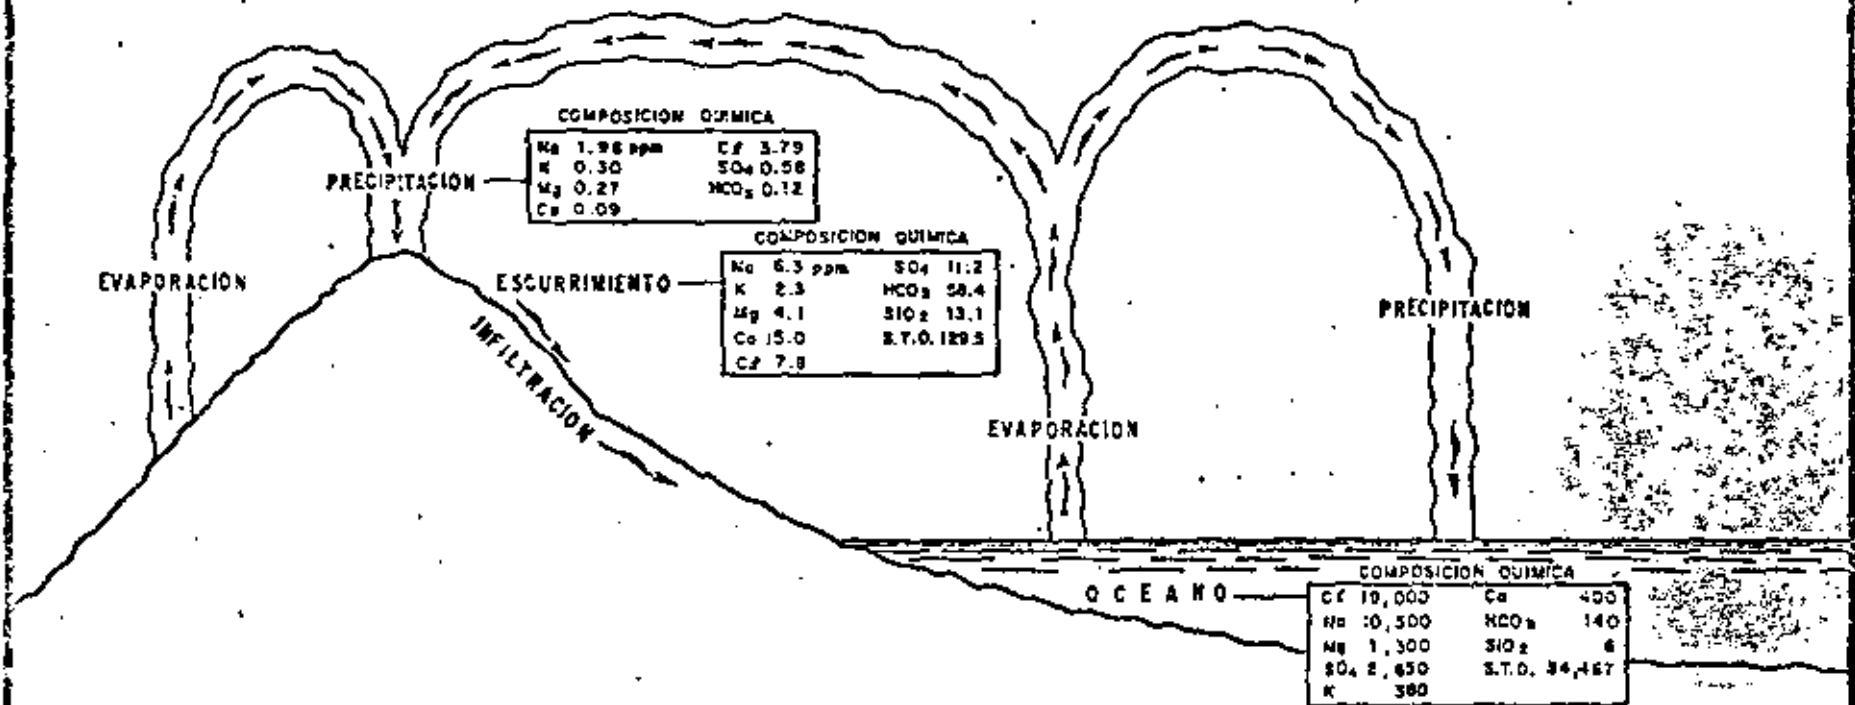 COMPOSICION QUIMICA
Na 1.98 ppm Cℓ 3.79
K 0.30 SO₄ 0.58
Mg 0.27 HCO₃ 0.12
Ca 0.09
PRECIPITACION
COMPOSICION QUIMICA
Na 6.3 ppm SO₄ 11.2
K 2.3 HCO₃ 58.4
Mg 4.1 SIO₂ 13.1
Ca 15.0 S.T.D. 129.5
Cℓ 7.8
EVAPORACION
ESCURRIMIENTO
INFILTRACION
PRECIPITACION
EVAPORACION
OCEANO
COMPOSICION QUIMICA
Cℓ 19,000 Ca 400
Na 10,500 HCO₃ 140
Mg 1,300 SIO₂ 6
SO₄ 2,650 S.T.D. 34,467
K 380